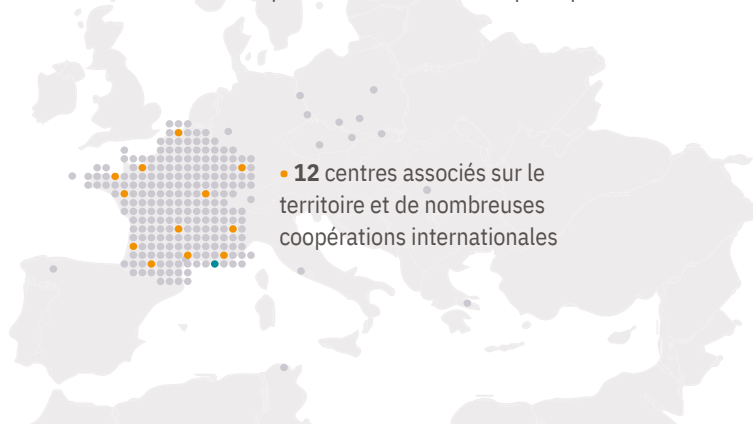 • 12 centres associés sur le
territoire et de nombreuses
coopérations internationales